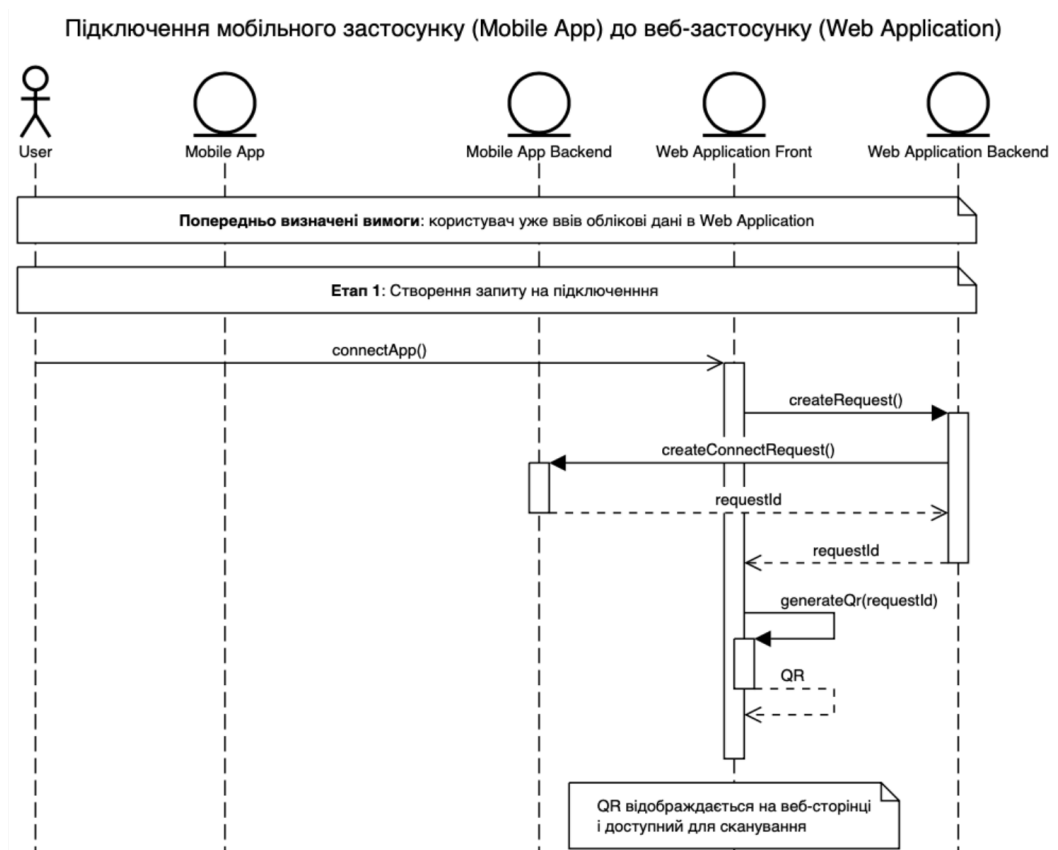 Підключення мобільного застосунку (Mobile App) до веб-застосунку (Web Application)
User
Mobile App
Mobile App Backend
Web Application Front
Web Application Backend
Попередньо визначені вимоги: користувач уже ввів облікові дані в Web Application
Етап 1: Створення запиту на підключенння
connectApp()
createRequest()
createConnectRequest()
requestId
requestId
generateQr(requestId)
QR
QR відображдається на веб-сторінці
і доступний для сканування